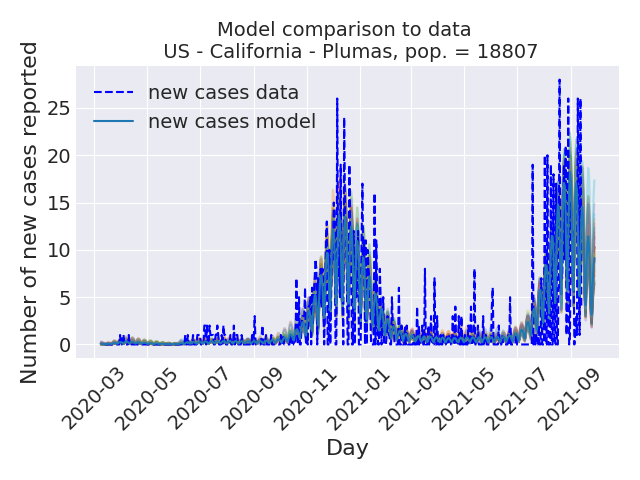 Model comparison to data
US - California - Plumas, pop. = 18807
Number of new cases reported
new cases data
new cases model
25
20
15
10
5
0
2020-03
2020-05
2020-07
2020-09
2020-11
2021-01
2021-03
2021-05
2021-07
2021-09
Day